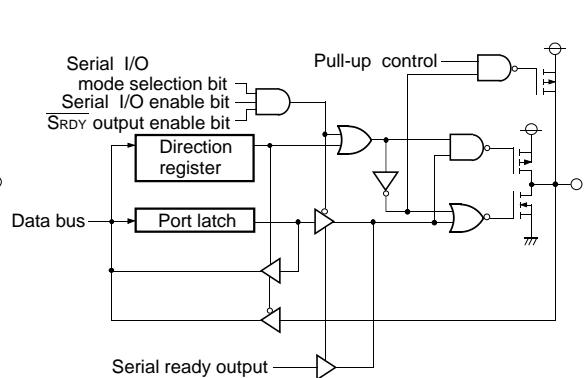 Serial I/O
mode selection bit
Serial I/O enable bit
SRDY output enable bit
Pull-up control
Direction
register
Data bus
Port latch
Serial ready output